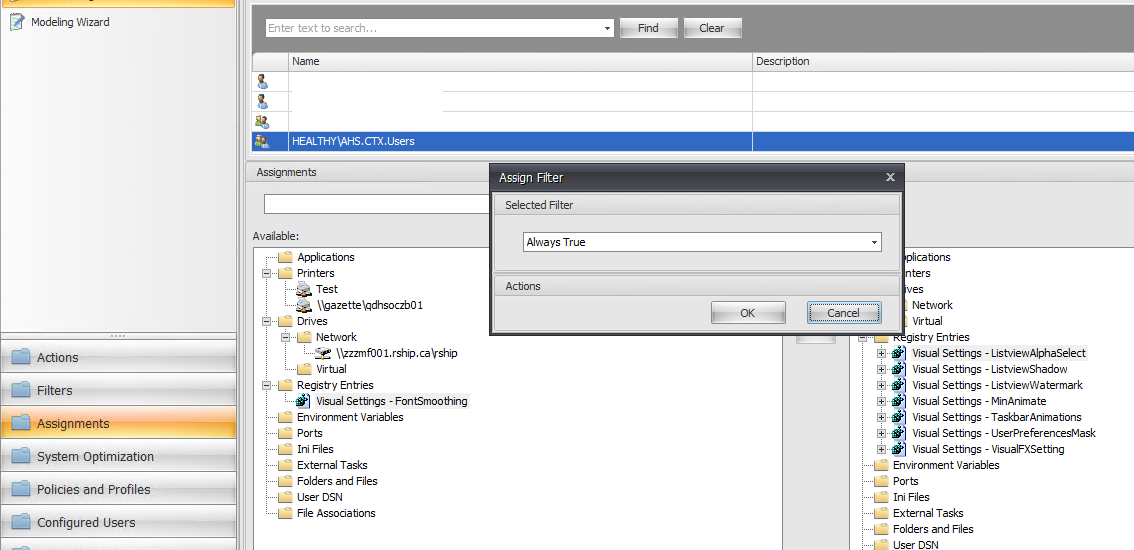 Modeling Wizard
Enter text to search...
Find
Clear
Name
Description
HEALTHY\AHS.CTX.Users
Assignments
Assign Filter
X
Selected Filter
Always True
Actions
OK
Cancel
Available:
Applications
Printers
Test
\\gazette\qdhsoczb01
Drives
Network
\\zzzmf001.rship.ca\rship
Virtual
Registry Entries
Visual Settings - FontSmoothing
Environment Variables
Ports
Ini Files
External Tasks
Folders and Files
User DSN
File Associations
plications
nters
ives
Network
Virtual
Registry Entries
Visual Settings - ListviewAlphaSelect
Visual Settings - ListviewShadow
Visual Settings - ListviewWatermark
Visual Settings - MinAnimate
Visual Settings - TaskbarAnimations
Visual Settings - UserPreferencesMask
Visual Settings - VisualFXSetting
Environment Variables
Ports
Ini Files
External Tasks
Folders and Files
User DSN
Actions
Filters
Assignments
System Optimization
Policies and Profiles
Configured Users